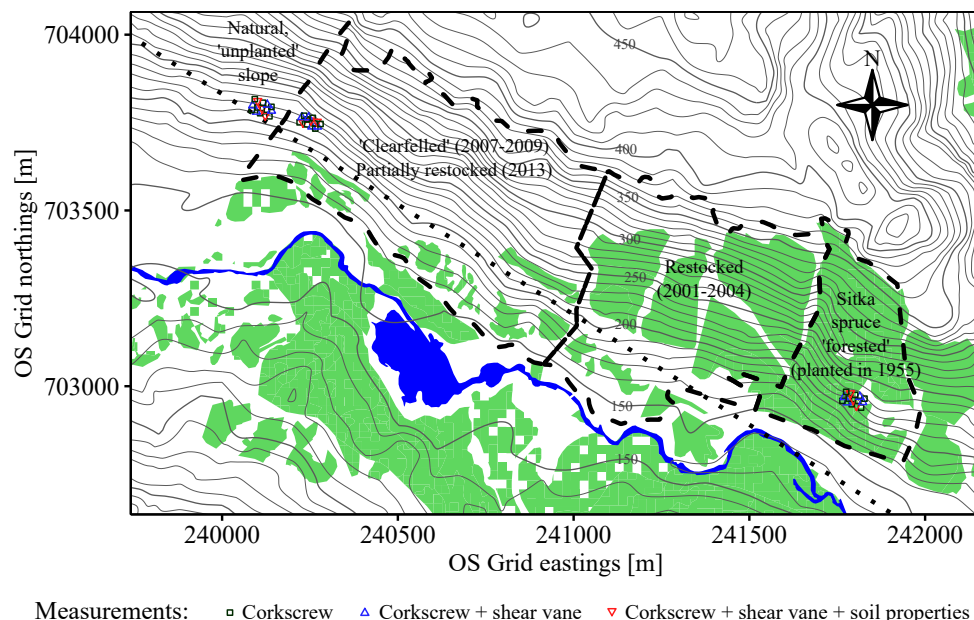 704000
703500
703000
OS Grid northings [m]
Natural,
'unplanted'
slope
450
N
'Clearfelled' (2007-2009)
Partially restocked (2013)
400
350
300
250
200
150
150
Restocked
(2001-2004)
Sitka
spruce
'forested'
(planted in 1955)
240000 240500 241000 241500 242000
OS Grid eastings [m]
Measurements: Corkscrew Corkscrew + shear vane Corkscrew + shear vane + soil properties